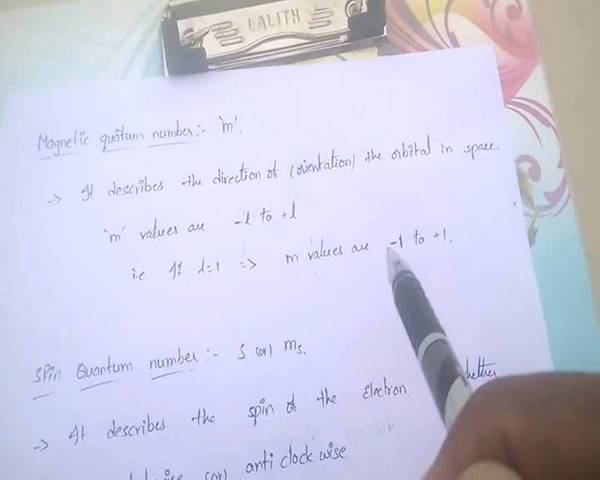 LALITH
Magnetic quãtum number:- 'm'.
-> It describes the direction of (orientation) the orbital in space.
'm' values are -l to +l
i.e If l=1 => m values are -1 to +1.
Spin Quantum number:- S (or) ms.
-> It describes the spin of the Electron,
(or) anti clock wise